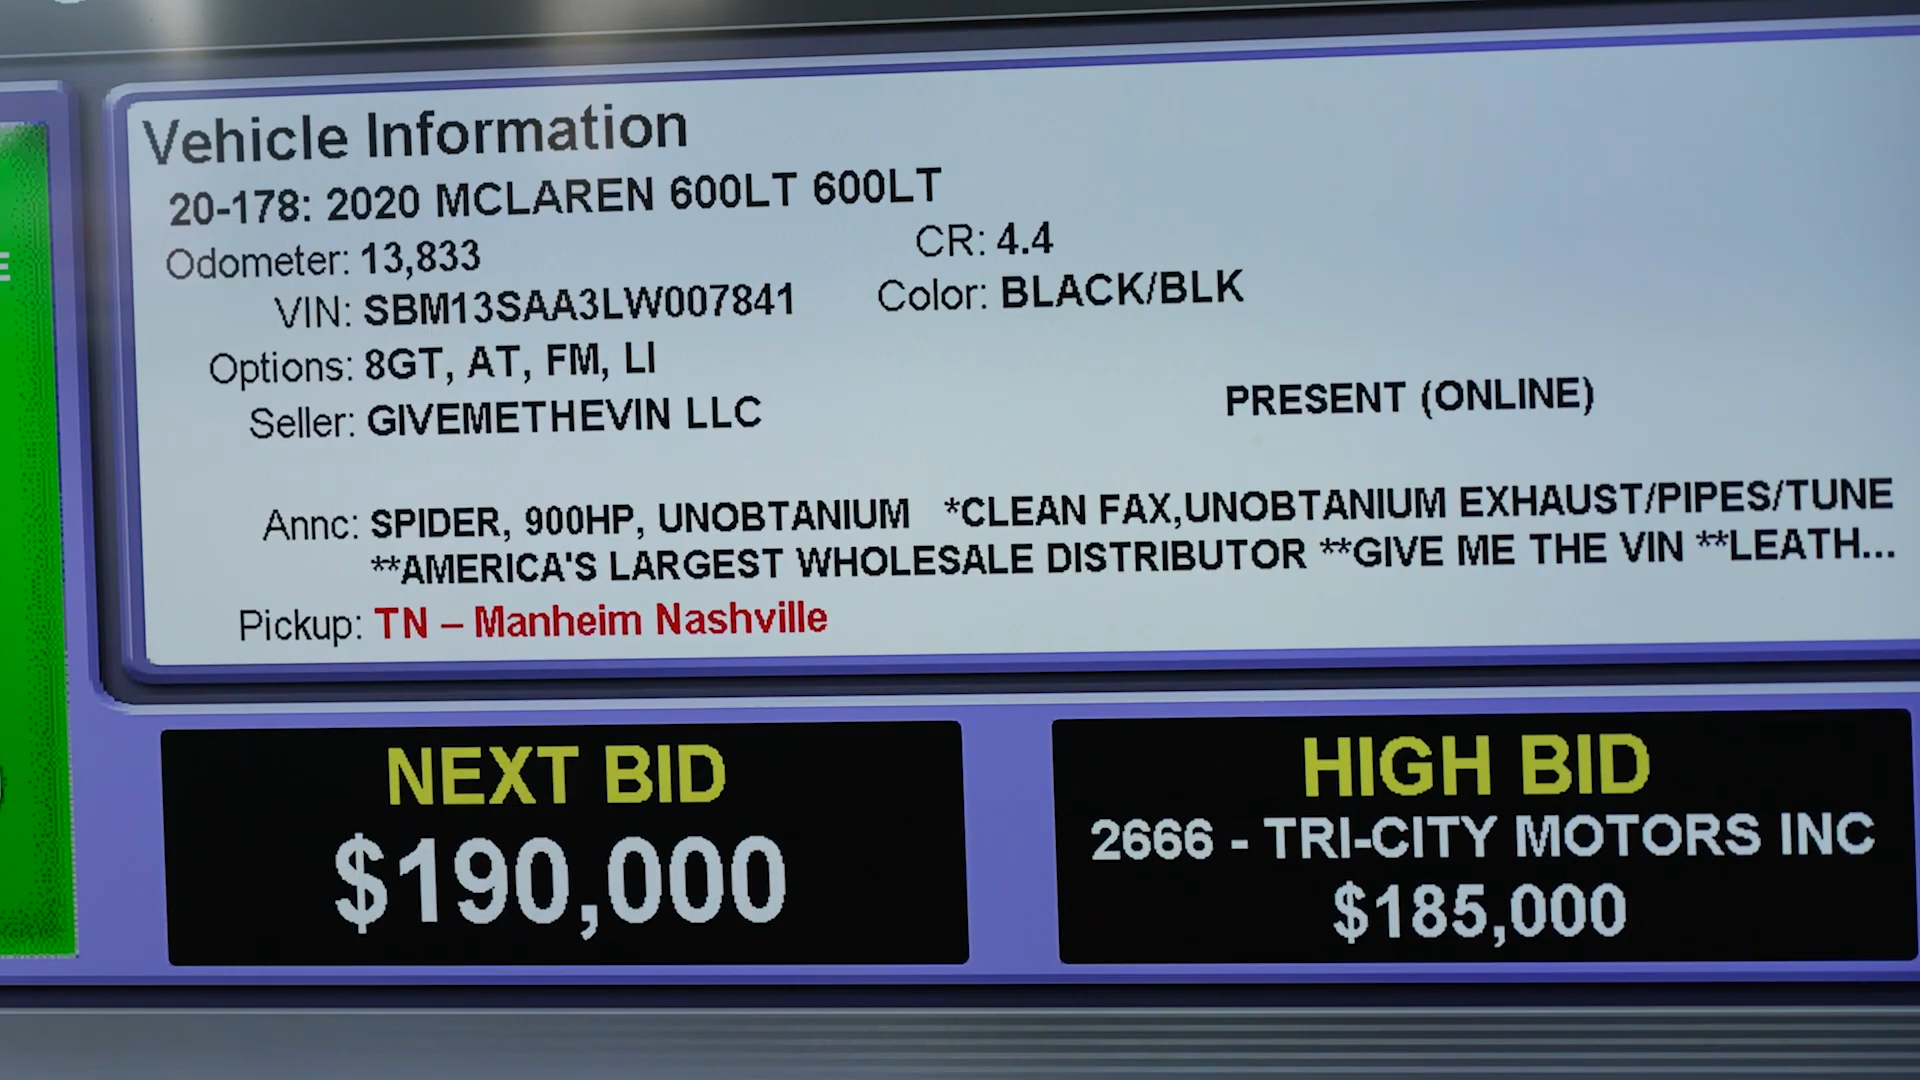 Vehicle Information
20-178: 2020 MCLAREN 600LT 600LT
Odometer: 13,833 CR: 4.4
VIN: SBM13SAA3LW007841 Color: BLACK/BLK
Options: 8GT, AT, FM, LI
Seller: GIVEMETHEVIN LLC PRESENT (ONLINE)
Annc: SPIDER, 900HP, UNOBTANIUM *CLEAN FAX,UNOBTANIUM EXHAUST/PIPES/TUNE
**AMERICA'S LARGEST WHOLESALE DISTRIBUTOR **GIVE ME THE VIN **LEATH...
Pickup: TN – Manheim Nashville
NEXT BID
$190,000
HIGH BID
2666 - TRI-CITY MOTORS INC
$185,000